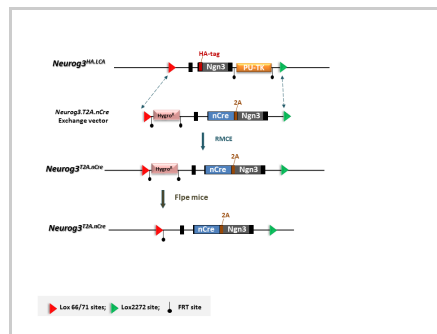 HA-tag
Neurog3HA.LCA
Ngn3
PU-TK
Neurog3.T2A.nCre
Exchange vector
2A
HygroR
nCre
Ngn3
RMCE
2A
Neurog3T2A.nCre
HygroR
nCre
Ngn3
Flpe mice
2A
Neurog3T2A.nCre
nCre
Ngn3
Lox 66/71 sites;
Lox2272 site;
FRT site